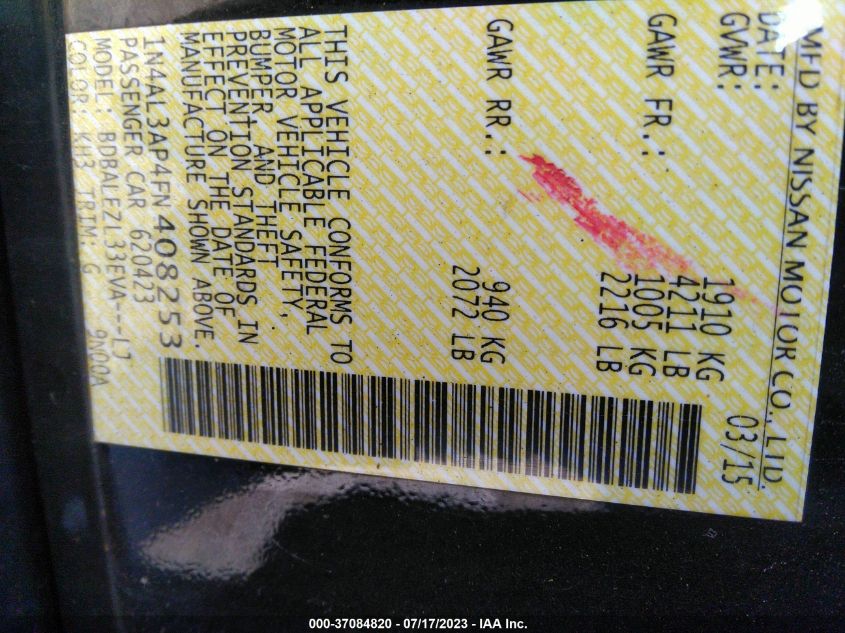 MFD BY NISSAN MOTOR CO., LTD.
DATE: 03/15
GVWR: 1910 KG
4211 LB
GAWR FR.: 1005 KG
2216 LB
GAWR RR.: 940 KG
2072 LB
THIS VEHICLE CONFORMS TO
ALL APPLICABLE FEDERAL
MOTOR VEHICLE SAFETY,
BUMPER, AND THEFT
PREVENTION STANDARDS IN
EFFECT ON THE DATE OF
MANUFACTURE SHOWN ABOVE.
1N4AL3AP4FN408253
PASSENGER CAR 620423
MODEL: BDBALEZL33EVA--LJ
COLOR: KH3 TRIM: G 9N00A
000-37084820 - 07/17/2023 - IAA Inc.